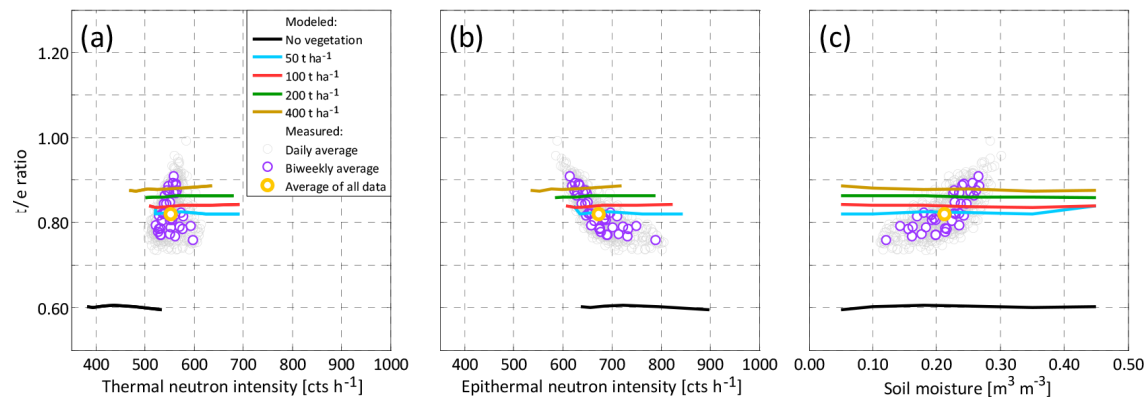 (a)
(b)
(c)
Modeled:
No vegetation
50 t ha⁻¹
100 t ha⁻¹
200 t ha⁻¹
400 t ha⁻¹
Measured:
Daily average
Biweekly average
Average of all data
t/e ratio
1.20
1.00
0.80
0.60
400 500 600 700 800 900 1000
Thermal neutron intensity [cts h⁻¹]
400 500 600 700 800 900 1000
Epithermal neutron intensity [cts h⁻¹]
0.00 0.10 0.20 0.30 0.40 0.50
Soil moisture [m³ m⁻³]